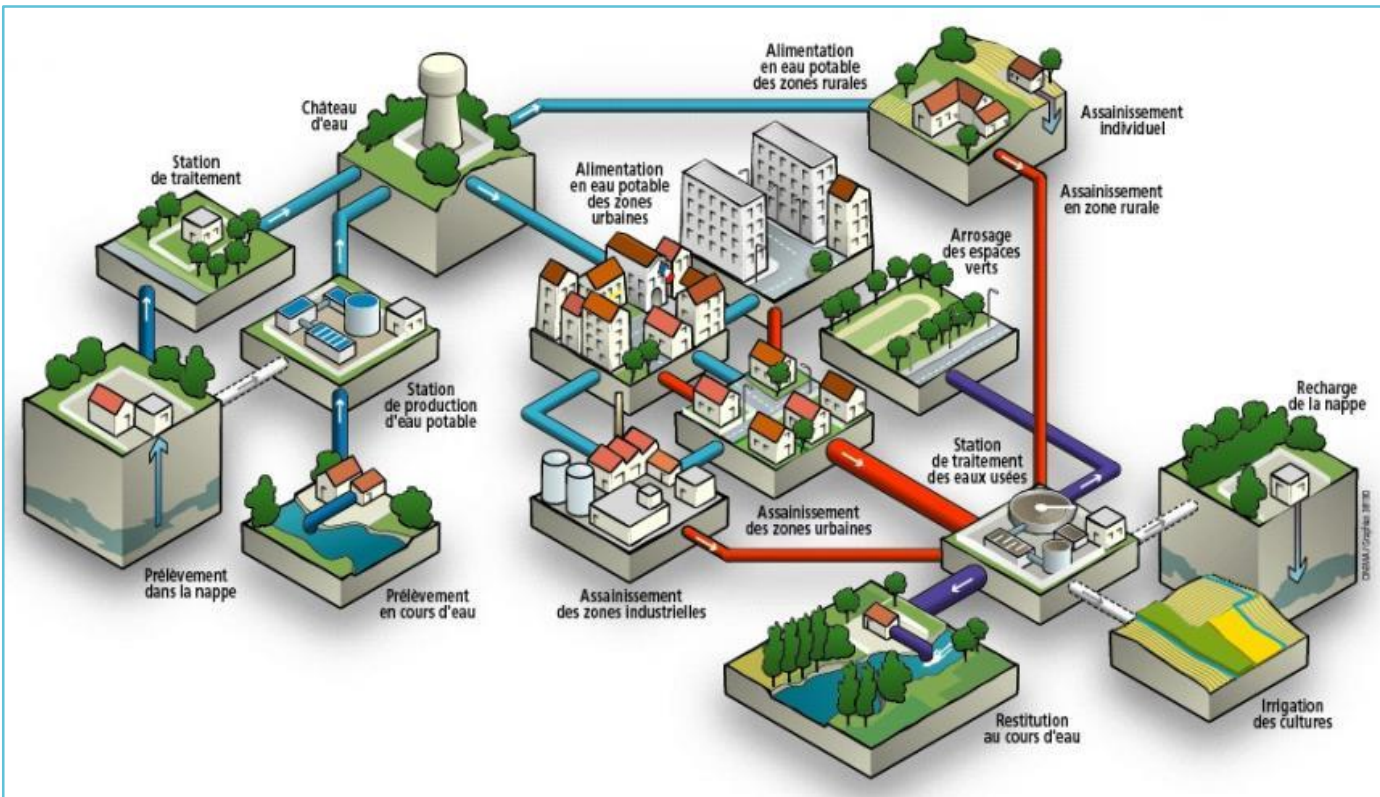 Alimentation
en eau potable
des zones rurales
Château
d'eau
Assainissement
individuel
Station
de traitement
Alimentation
en eau potable
des zones
urbaines
Assainissement
en zone rurale
Arrosage
des espaces
verts
Station
de production
d'eau potable
Recharge
de la nappe
Station
de traitement
des eaux usées
Assainissement
des zones urbaines
Prélèvement
dans la nappe
Prélèvement
en cours d'eau
Assainissement
des zones industrielles
Restitution
au cours d'eau
Irrigation
des cultures